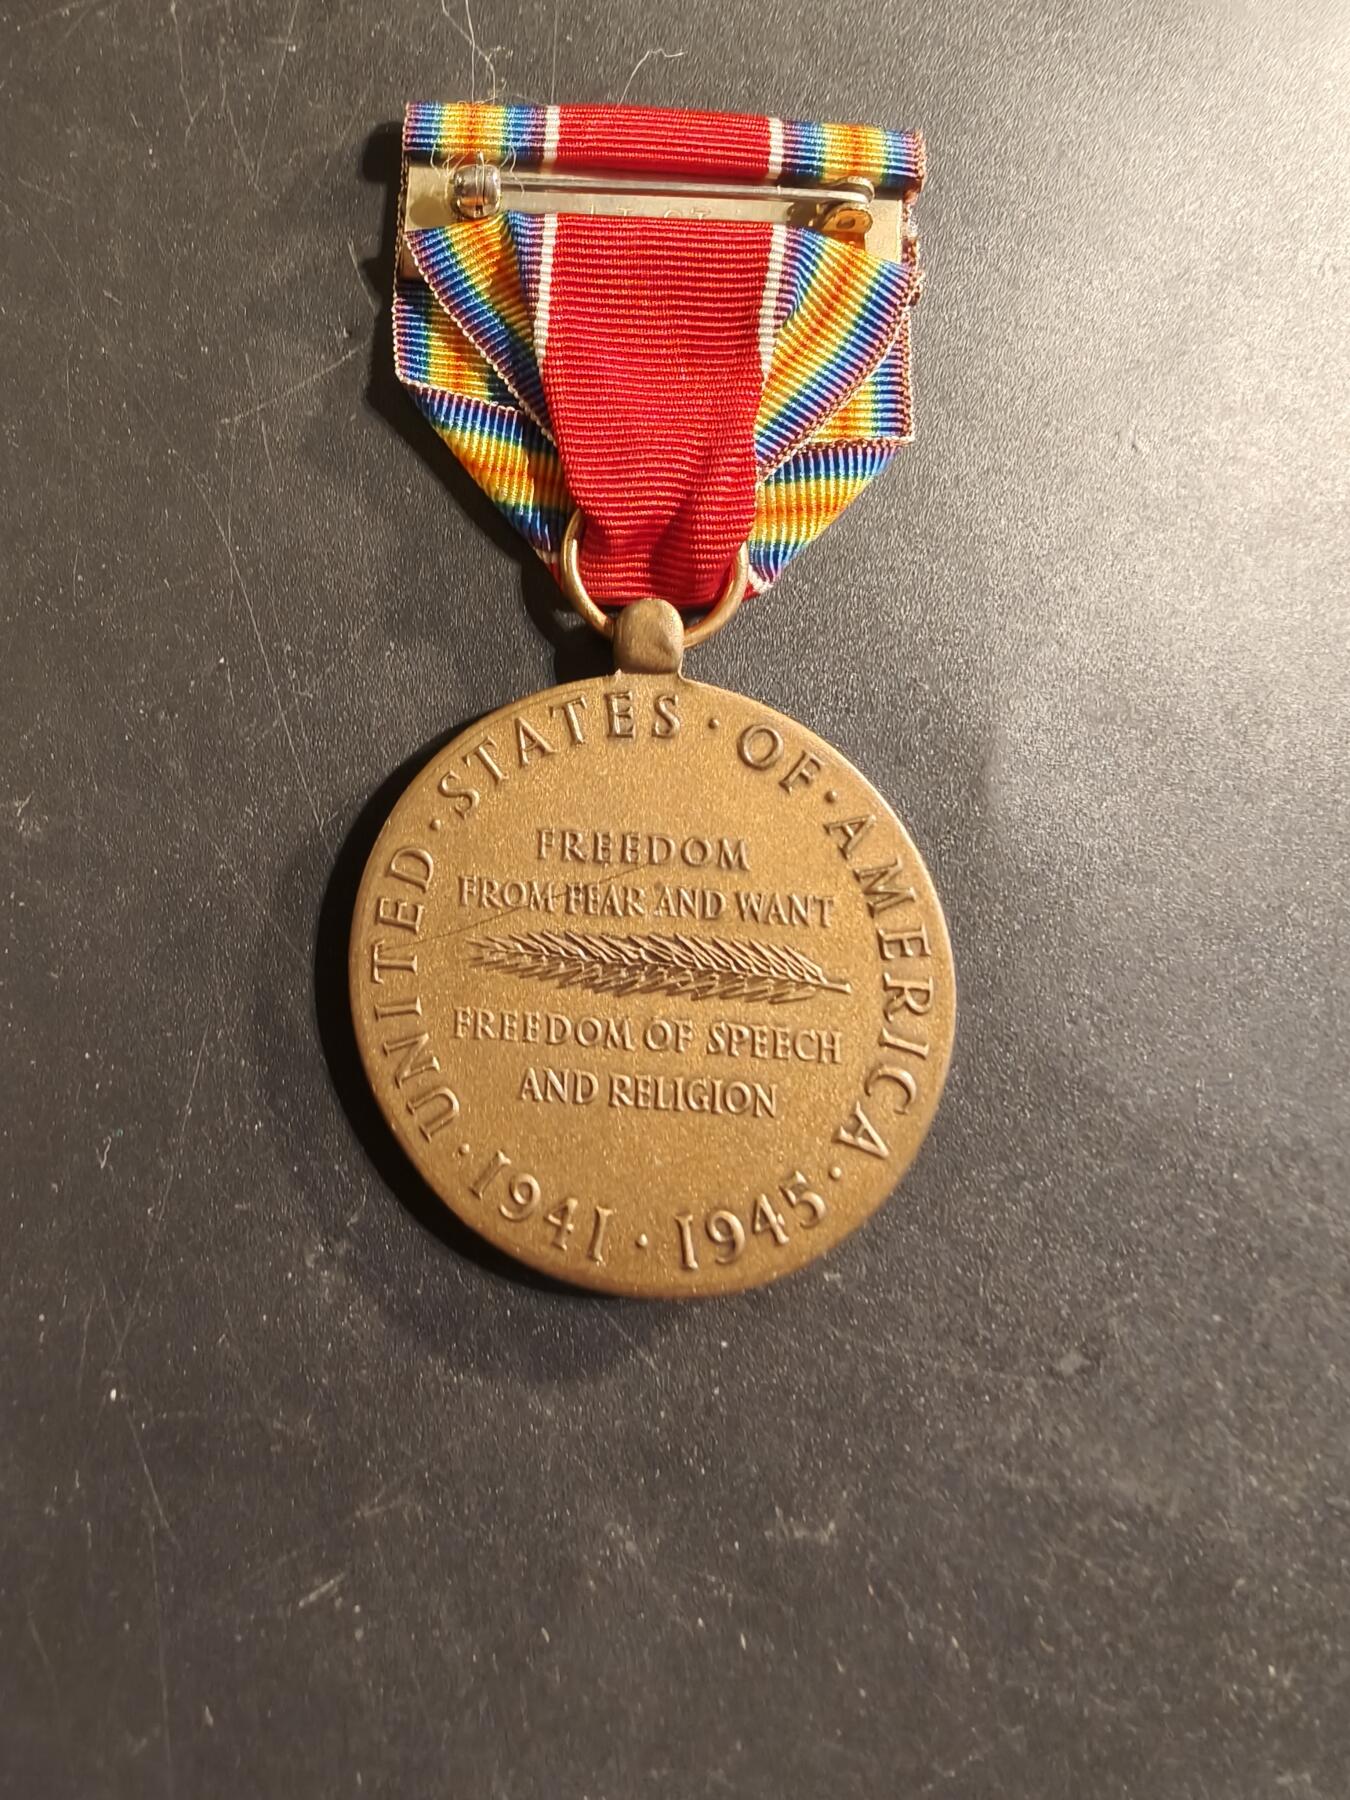 UNITED · STATES · OF · AMERICA ·
FREEDOM
FROM FEAR AND WANT
FREEDOM OF SPEECH
AND RELIGION
1941 · 1945 ·